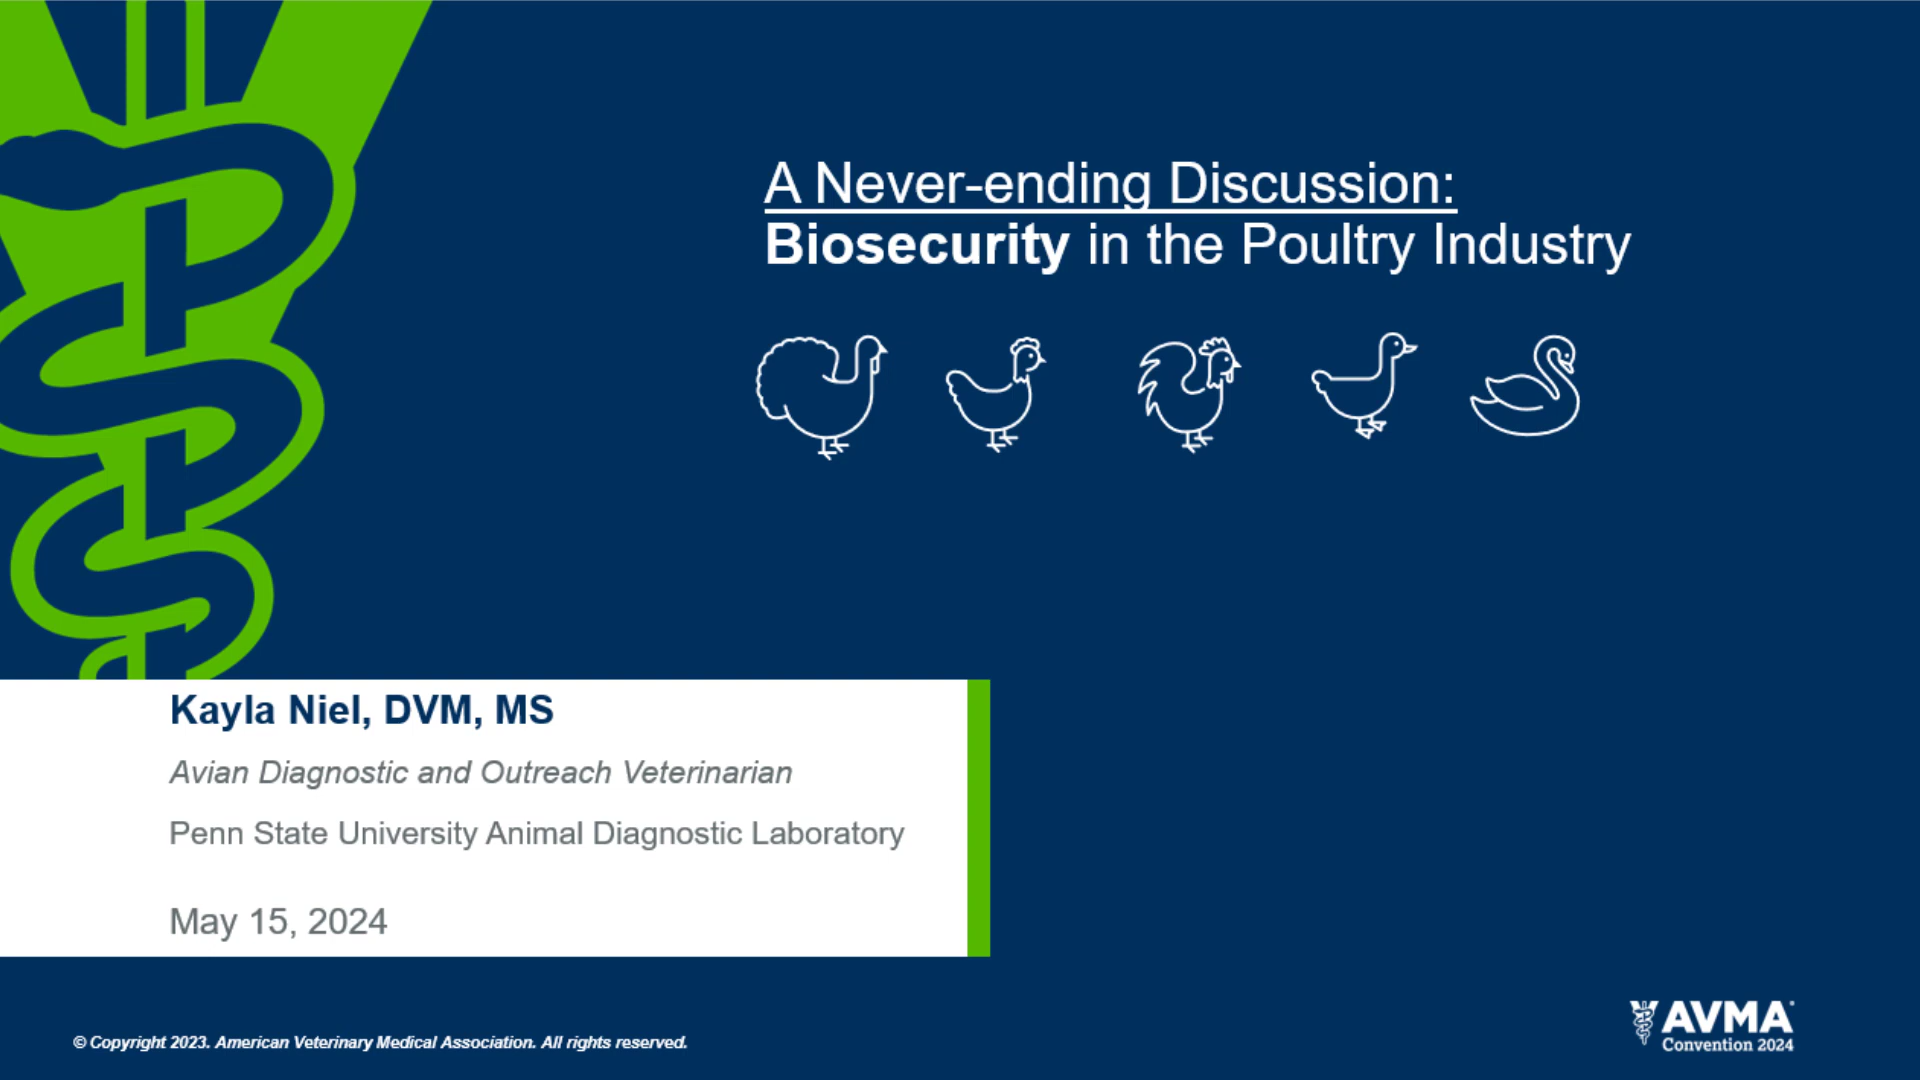 A Never-ending Discussion:
Biosecurity in the Poultry Industry
Kayla Niel, DVM, MS
Avian Diagnostic and Outreach Veterinarian
Penn State University Animal Diagnostic Laboratory
May 15, 2024
© Copyright 2023. American Veterinary Medical Association. All rights reserved.
AVMA
Convention 2024